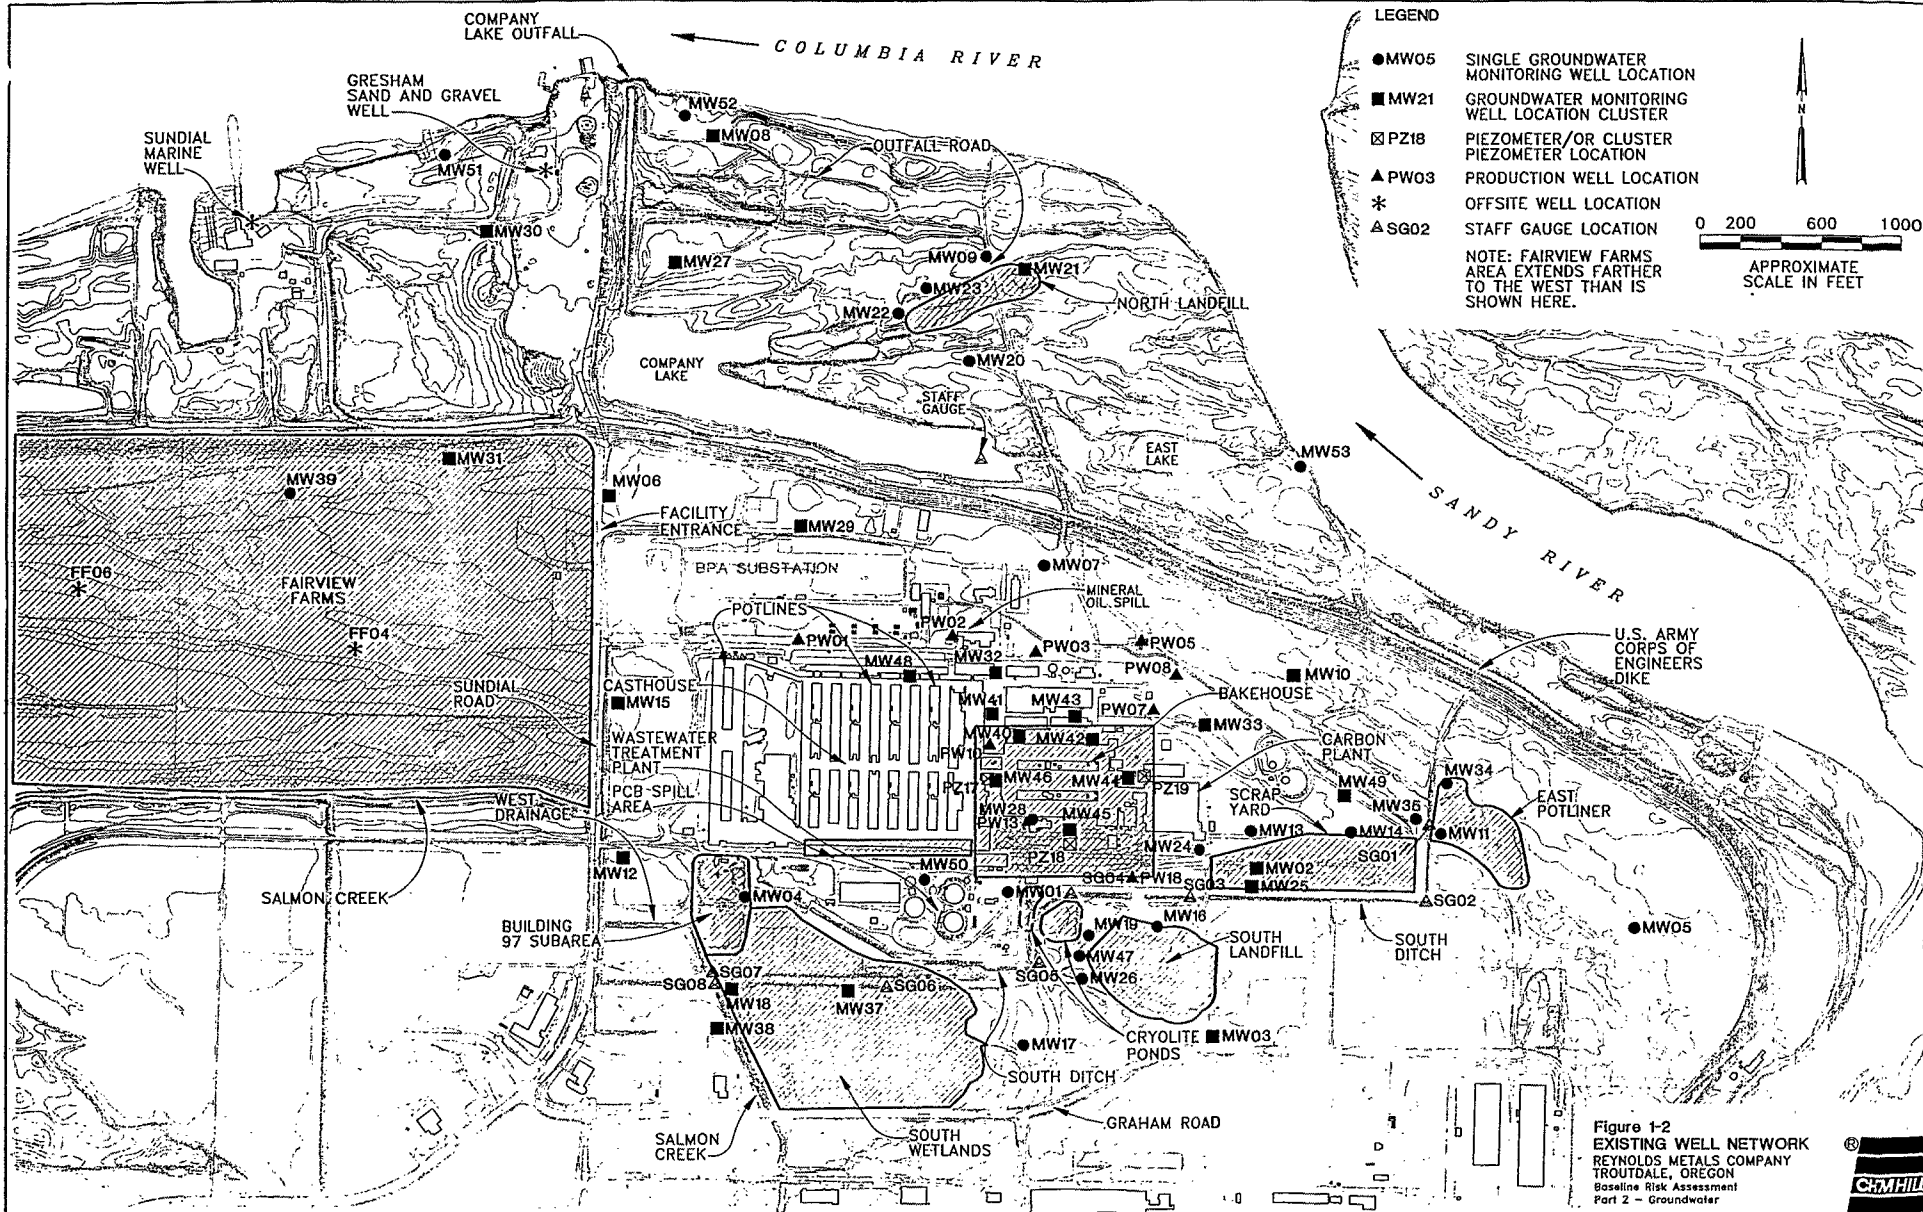 COMPANY
LAKE OUTFALL
COLUMBIA RIVER
GRESHAM
SAND AND GRAVEL
WELL
SUNDIAL
MARINE
WELL
MW52
MW08
OUTFALL ROAD
MW51
MW30
MW27
MW09
MW21
MW23
NORTH LANDFILL
MW22
MW20
COMPANY
LAKE
STAFF
GAUGE
EAST
LAKE
MW53
SANDY RIVER
LEGEND
MW05 SINGLE GROUNDWATER
MONITORING WELL LOCATION
MW21 GROUNDWATER MONITORING
WELL LOCATION CLUSTER
PZ18 PIEZOMETER/OR CLUSTER
PIEZOMETER LOCATION
PW03 PRODUCTION WELL LOCATION
* OFFSITE WELL LOCATION
SG02 STAFF GAUGE LOCATION
NOTE: FAIRVIEW FARMS
AREA EXTENDS FARTHER
TO THE WEST THAN IS
SHOWN HERE.
N
0 200 600 1000
APPROXIMATE
SCALE IN FEET
MW31
MW39
MW06
FACILITY
ENTRANCE
MW29
FF06
FAIRVIEW
FARMS
FF04
BPA SUBSTATION
MW07
MINERAL
OIL SPILL
POTLINES
PW02
PW01
PW03
PW05
MW48
MW32
PW08
MW10
U.S. ARMY
CORPS OF
ENGINEERS
DIKE
SUNDIAL
ROAD
CASTHOUSE
MW15
BAKEHOUSE
MW41
MW43
PW07
MW33
WASTEWATER
TREATMENT
PLANT
MW40
MW42
PW10
CARBON
PLANT
PCB SPILL
AREA
PZ17
MW46
MW44
PZ19
MW49
MW34
WEST
DRAINAGE
MW28
PW13
MW45
SCRAP
YARD
MW35
EAST
POTLINER
MW13
MW14
MW11
PZ18
MW24
SG01
MW12
MW50
MW02
SG04
PW18
SG03
MW25
SALMON CREEK
MW04
MW01
SG02
BUILDING
97 SUBAREA
MW19
MW16
MW05
MW47
SOUTH
LANDFILL
SOUTH
DITCH
SG07
SG08
SG06
SG05
MW26
MW18
MW37
MW38
MW17
CRYOLITE
PONDS
MW03
SOUTH DITCH
GRAHAM ROAD
SALMON
CREEK
SOUTH
WETLANDS
Figure 1-2
EXISTING WELL NETWORK
REYNOLDS METALS COMPANY
TROUTDALE, OREGON
Baseline Risk Assessment
Part 2 - Groundwater
®
CH2MHILL